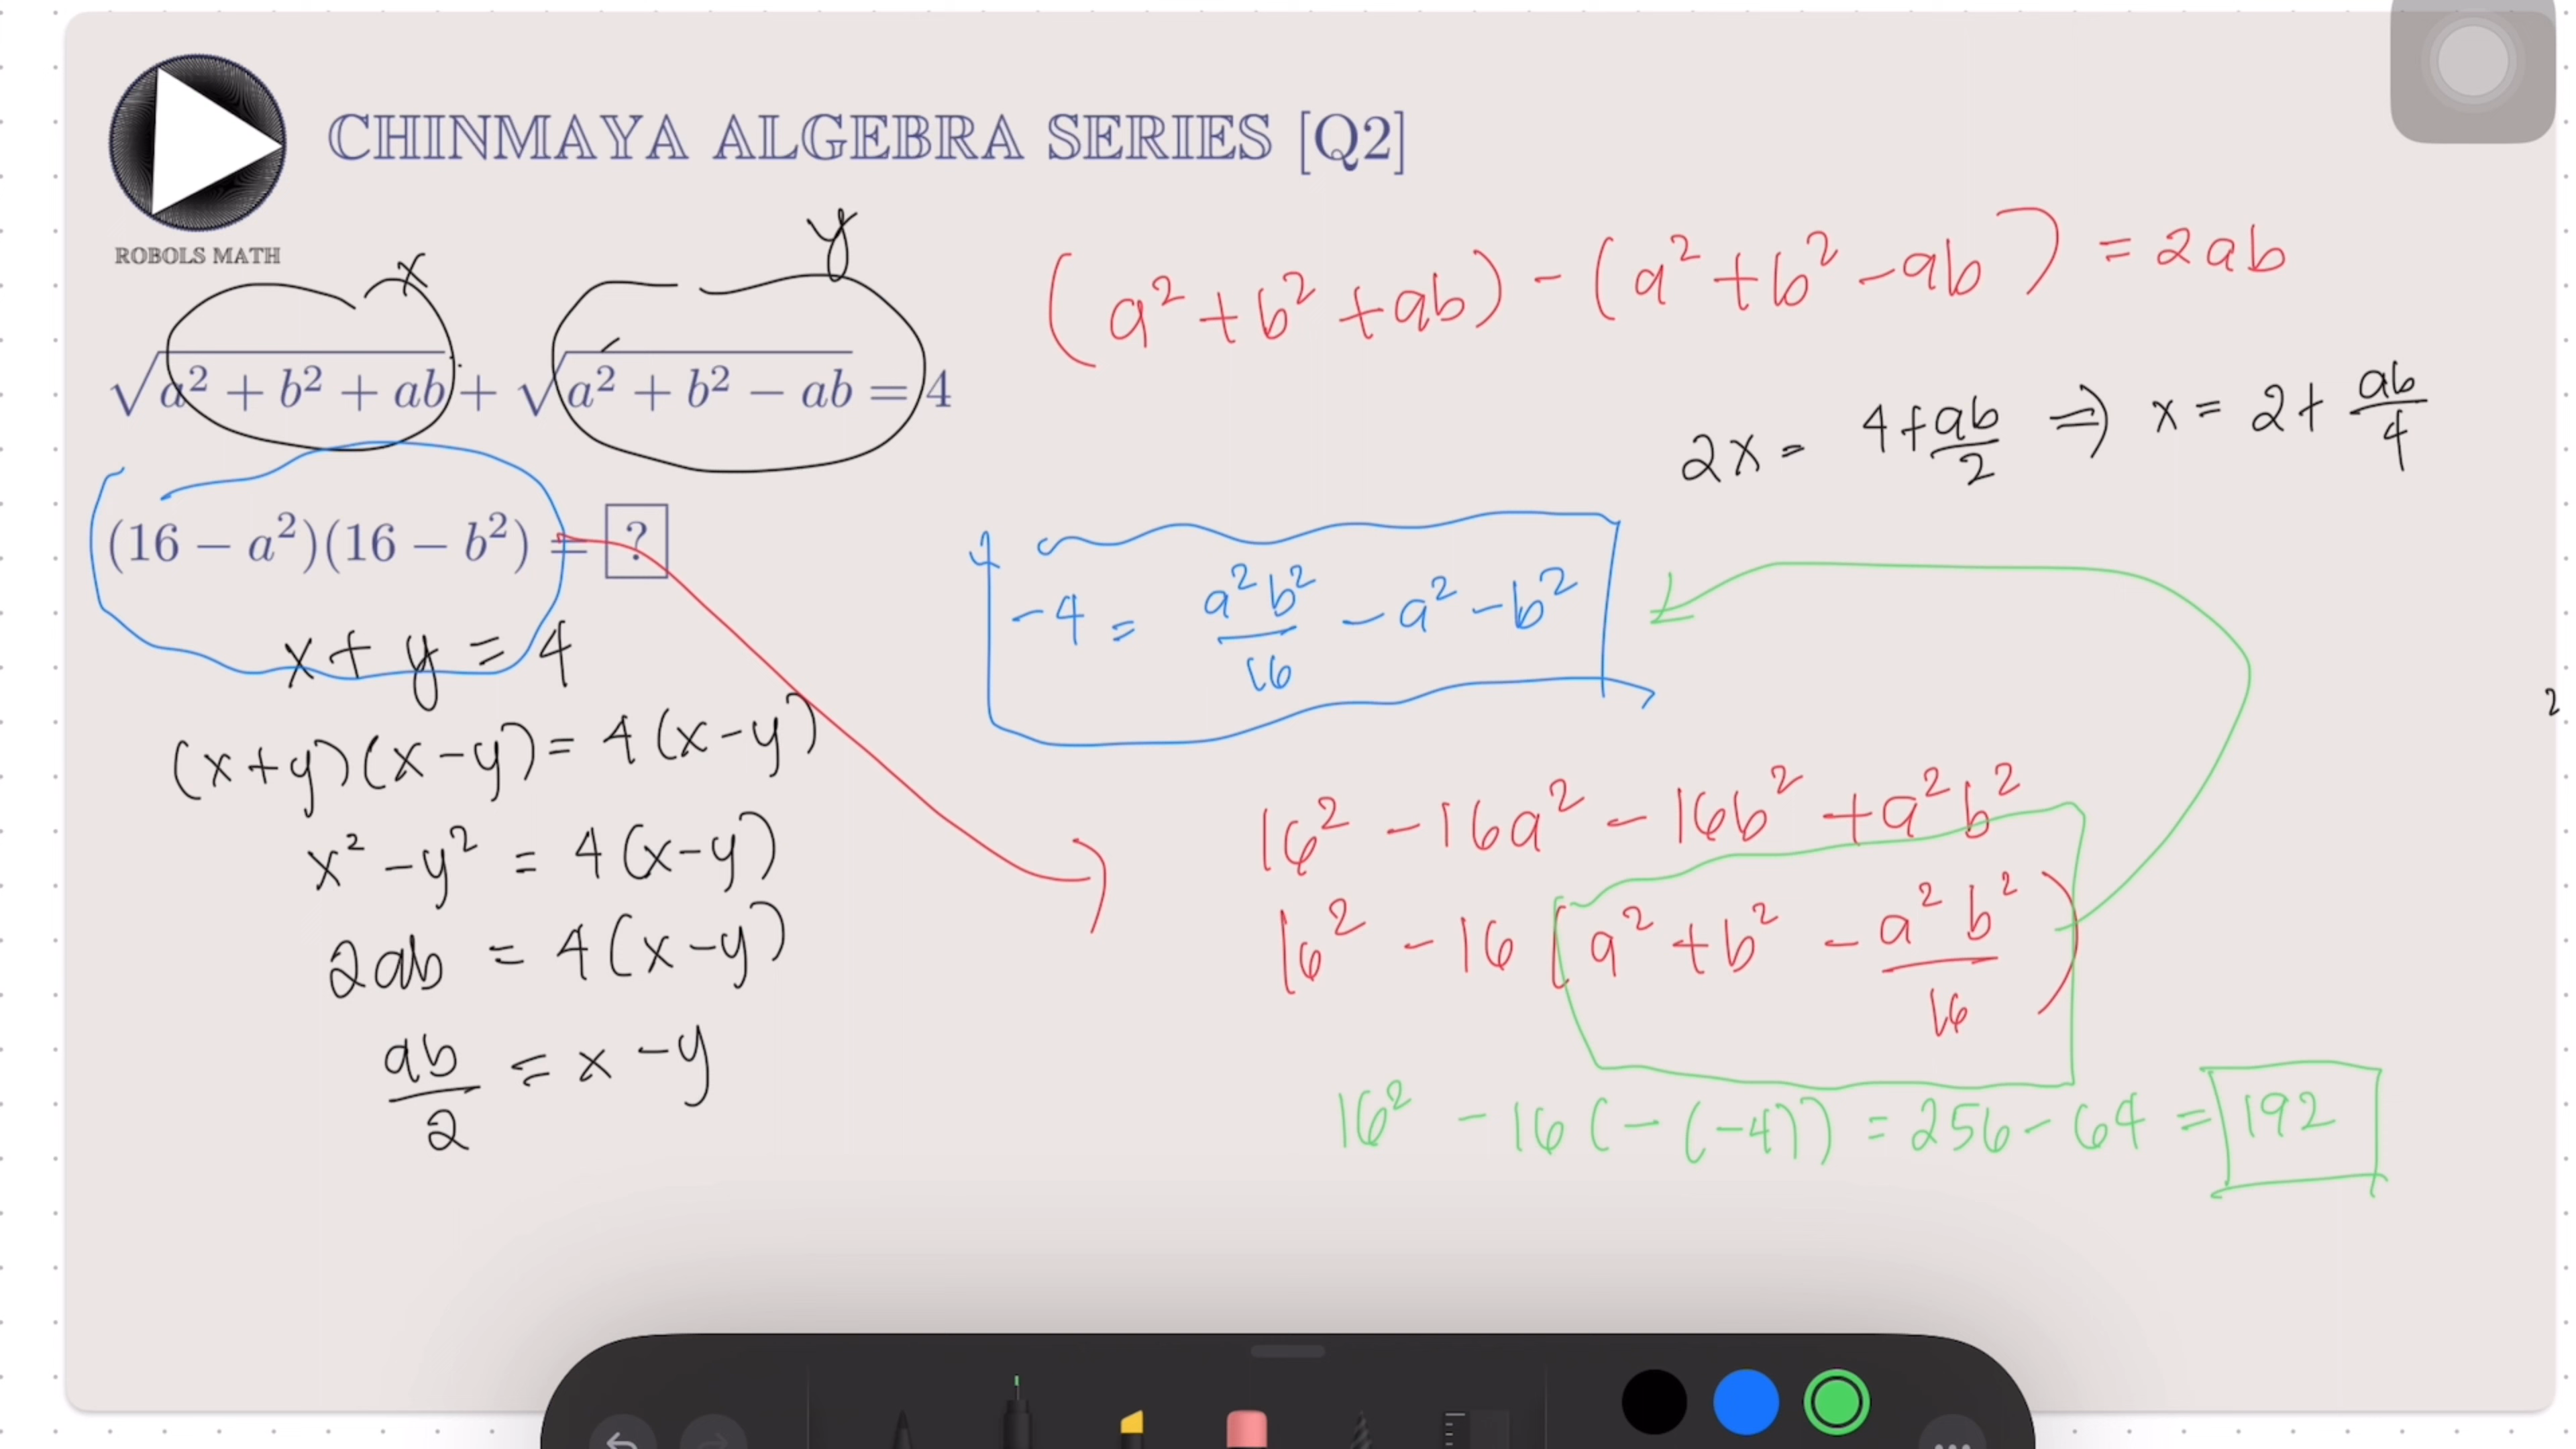 CHINMAYA ALGEBRA SERIES [Q2]
ROBOLS MATH
x
y
√(a² + b² + ab) + √(a² + b² − ab) = 4
(16 − a²)(16 − b²) = ?
x + y = 4
(x+y)(x−y) = 4(x−y)
x² − y² = 4(x−y)
2ab = 4(x−y)
ab/2 = x − y
(a² + b² + ab) − (a² + b² − ab) = 2ab
2x = 4 + ab/2 ⇒ x = 2 + ab/4
−4 = a²b²/16 − a² − b²
16² − 16a² − 16b² + a²b²
16² − 16(a² + b² − a²b²/16)
16² − 16(−(−4)) = 256 − 64 = 192
2